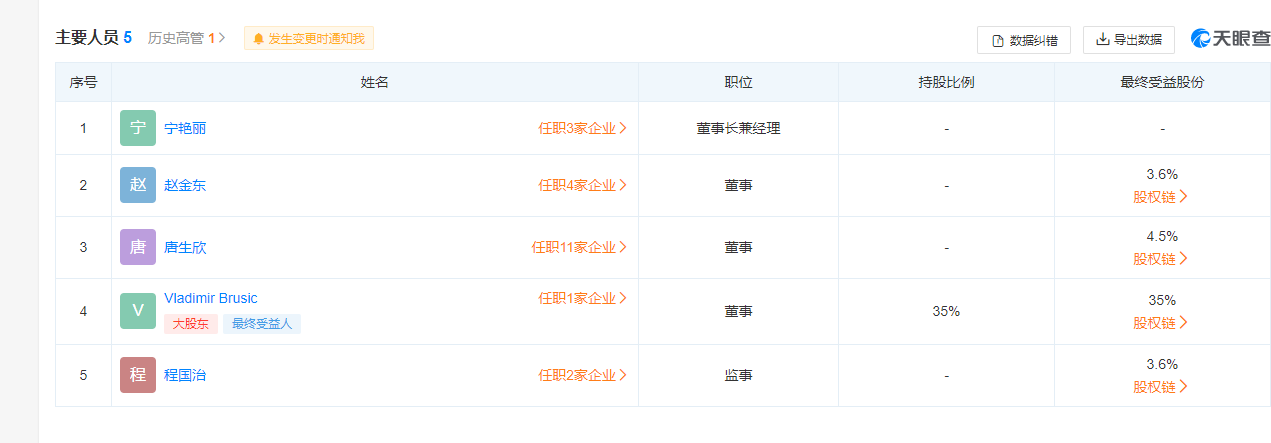 主要人员 5 历史高管 1 > 发生变更时通知我 数据纠错 导出数据 天眼查
序号 姓名 职位 持股比例 最终受益股份
1 宁 宁艳丽 任职3家企业 > 董事长兼经理 - -
2 赵 赵金东 任职4家企业 > 董事 - 3.6%
股权链 >
3 唐 唐生欣 任职11家企业 > 董事 - 4.5%
股权链 >
4 V Vladimir Brusic 任职1家企业 > 董事 35% 35%
大股东 最终受益人 股权链 >
5 程 程国治 任职2家企业 > 监事 - 3.6%
股权链 >